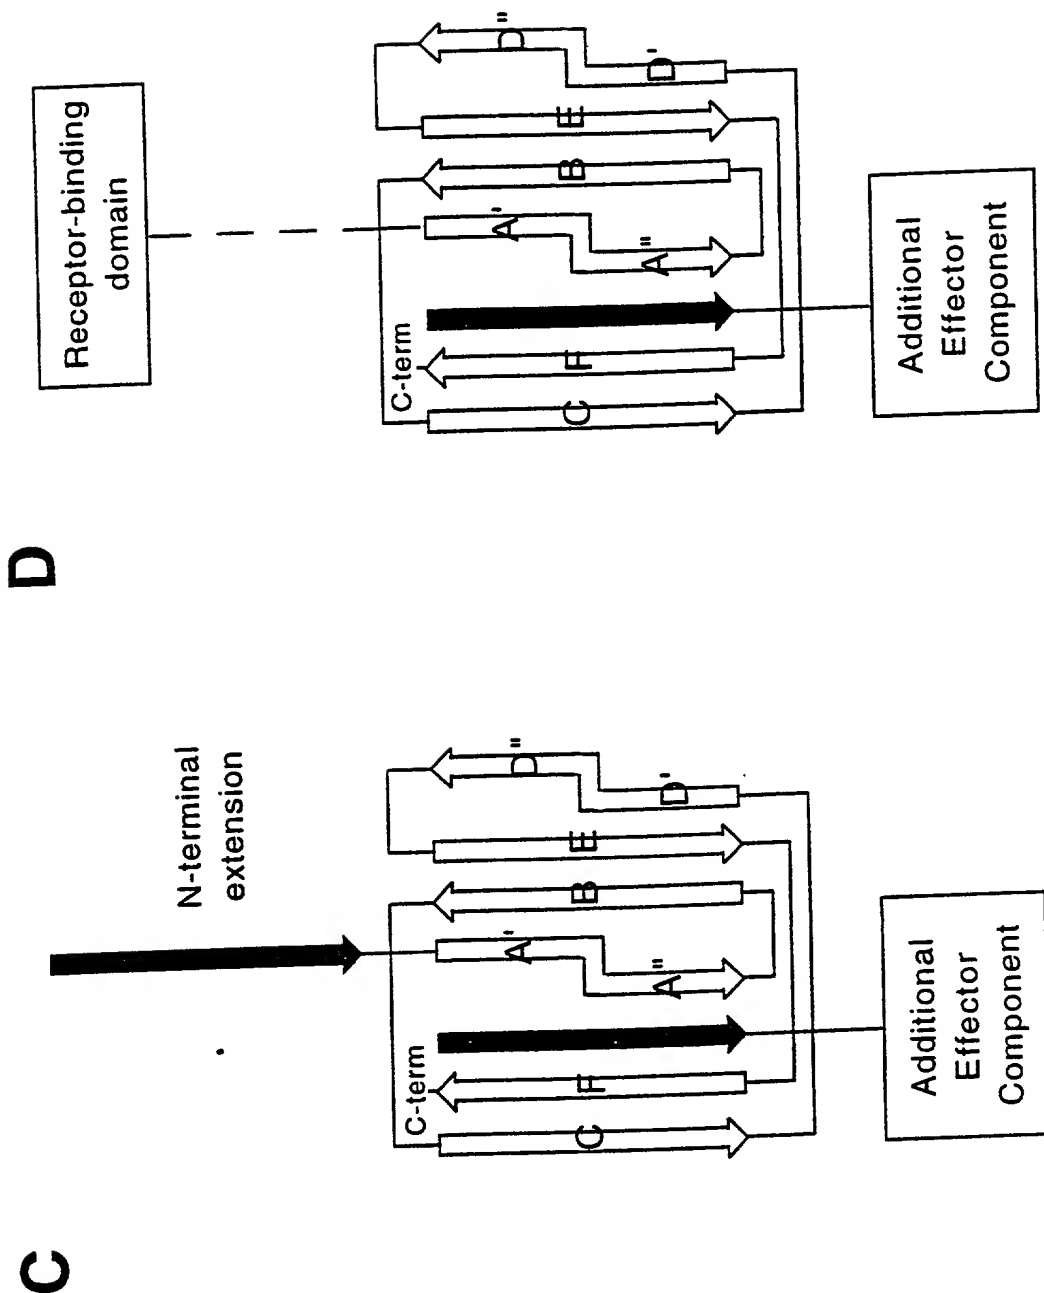 C
N-terminal
extension
C-term
C
F
A'
A"
B
E
D'
D"
Additional
Effector
Component
D
Receptor-binding
domain
C-term
C
F
A'
A"
B
E
D'
D"
Additional
Effector
Component